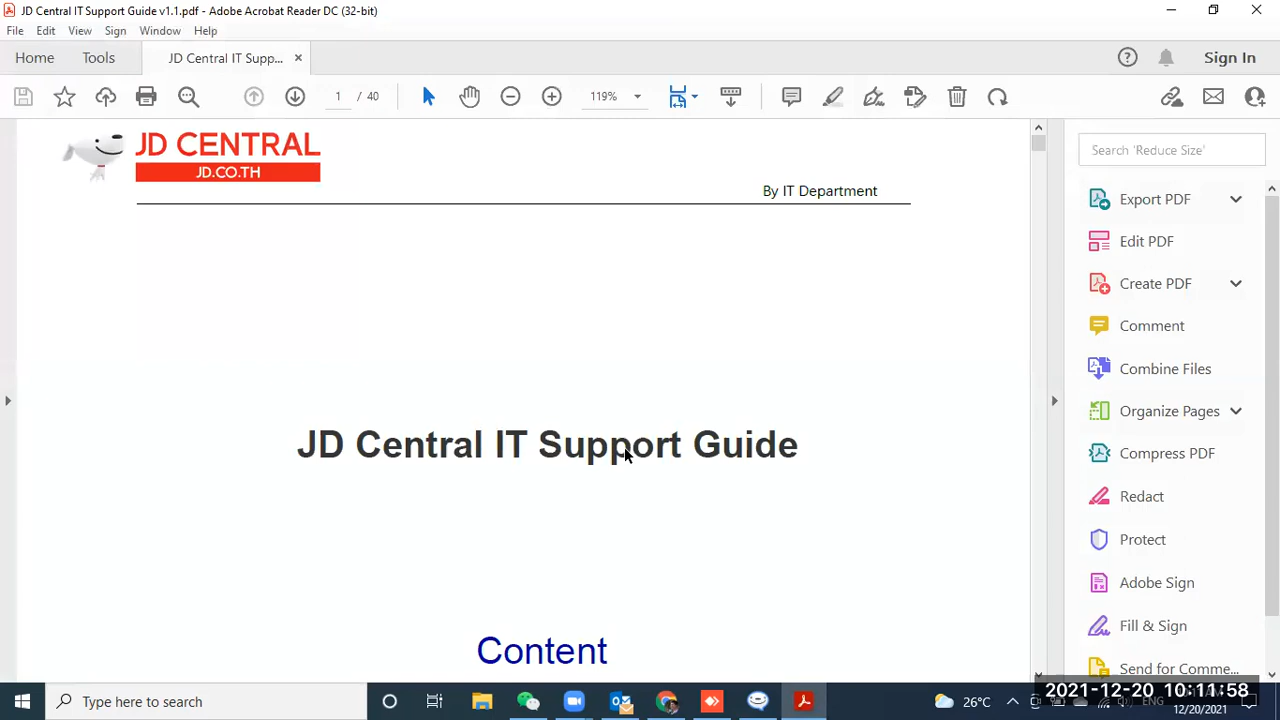 JD Central IT Support Guide v1.1.pdf - Adobe Acrobat Reader DC (32-bit)
File Edit View Sign Window Help
Home Tools JD Central IT Supp... × Sign In
1 / 40 119%
JD CENTRAL
JD.CO.TH
By IT Department
JD Central IT Support Guide
Content
Search 'Reduce Size'
Export PDF
Edit PDF
Create PDF
Comment
Combine Files
Organize Pages
Compress PDF
Redact
Protect
Adobe Sign
Fill & Sign
Send for Comme...
Type here to search
26°C
ENG
2021-12-20 10:11:58
12/20/2021